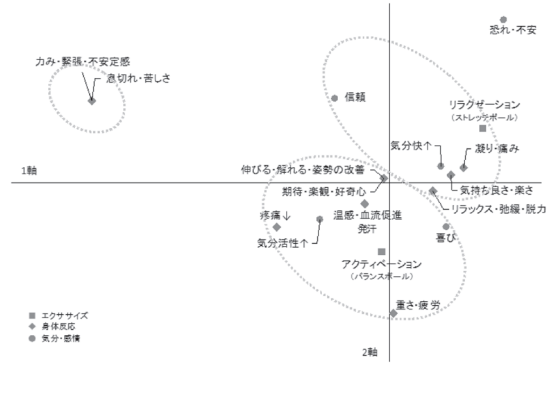 恐れ・不安
力み・緊張・不安定感
息切れ・苦しさ
信頼
リラクゼーション
(ストレッチポール)
気分快↑
凝り・痛み
1軸
伸びる・解れる・姿勢の改善
期待・楽観・好奇心
気持ち良さ・楽さ
リラックス・弛緩・脱力
疼痛↓
温感・血流促進
発汗
気分活性↑
喜び
アクティベーション
(バランスボール)
重さ・疲労
エクササイズ
身体反応
気分・感情
2軸